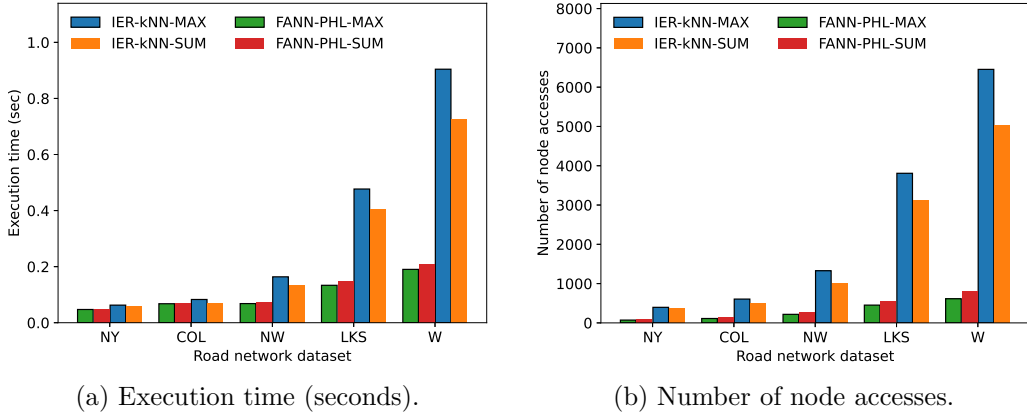 IER-kNN-MAX FANN-PHL-MAX
IER-kNN-SUM FANN-PHL-SUM
1.0
0.8
0.6
0.4
0.2
0.0
Execution time (sec)
NY COL NW LKS W
Road network dataset
(a) Execution time (seconds).
IER-kNN-MAX FANN-PHL-MAX
IER-kNN-SUM FANN-PHL-SUM
8000
7000
6000
5000
4000
3000
2000
1000
0
Number of node accesses
NY COL NW LKS W
Road network dataset
(b) Number of node accesses.